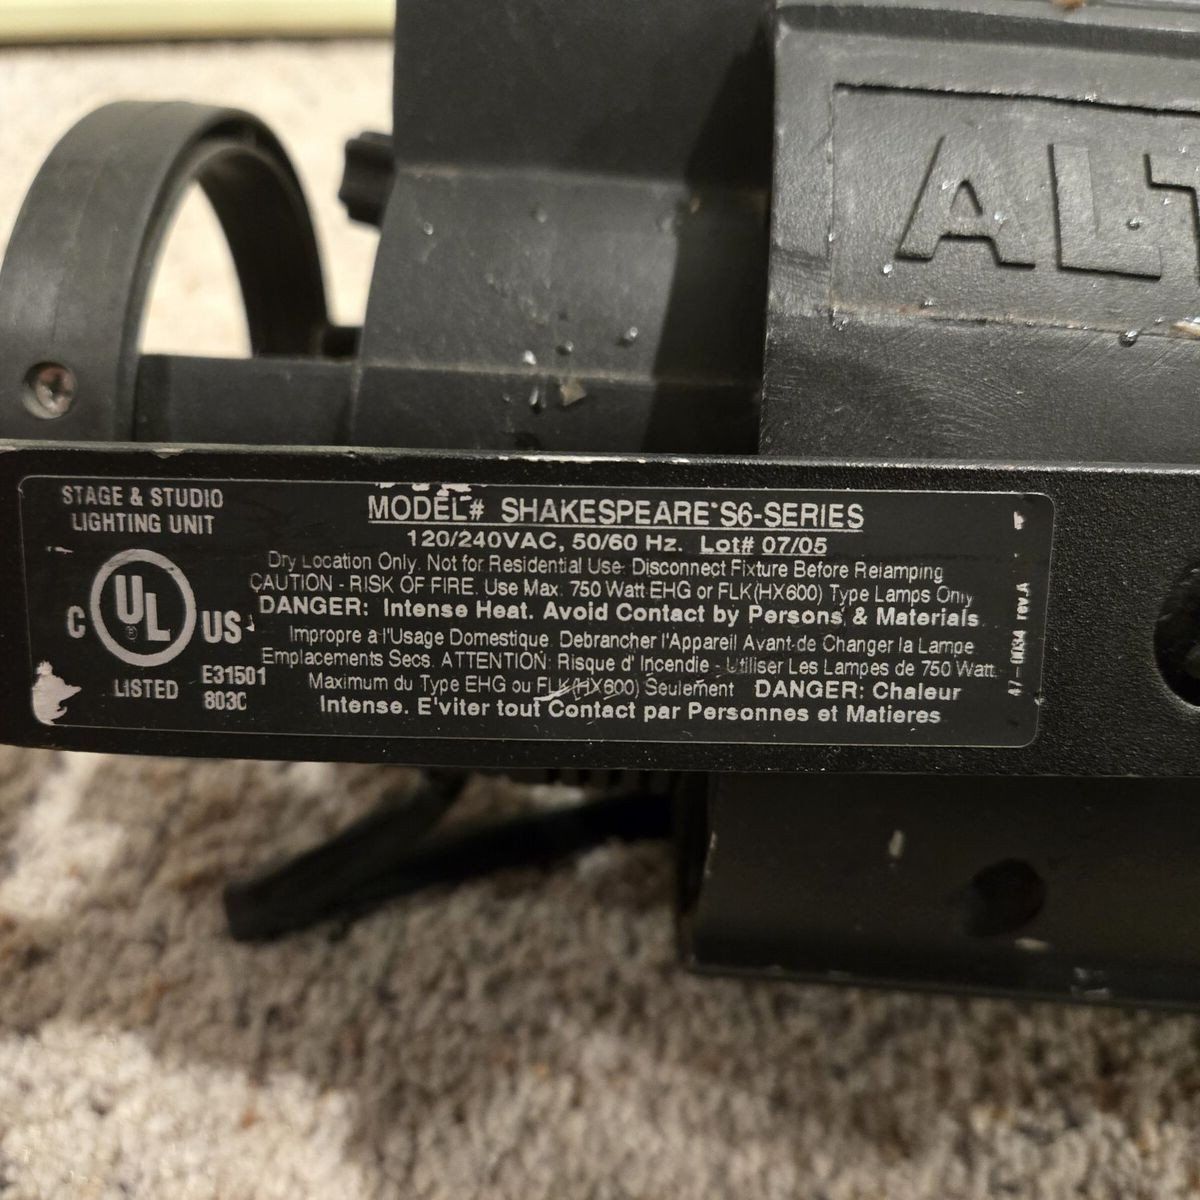 ALT
STAGE & STUDIO
LIGHTING UNIT
C UL ® US
LISTED E31501
803C
MODEL# SHAKESPEARE S6-SERIES
120/240VAC, 50/60 Hz. Lot# 07/05
Dry Location Only. Not for Residential Use. Disconnect Fixture Before Relamping
CAUTION - RISK OF FIRE. Use Max. 750 Watt EHG or FLK(HX600) Type Lamps Only
DANGER: Intense Heat. Avoid Contact by Persons & Materials
Impropre a l'Usage Domestique Debrancher l'Appareil Avant de Changer la Lampe
Emplacements Secs. ATTENTION: Risque d' Incendie - Utiliser Les Lampes de 750 Watt
Maximum du Type EHG ou FLK(HX600) Seulement DANGER: Chaleur
Intense. E'viter tout Contact par Personnes et Matieres
rev.A